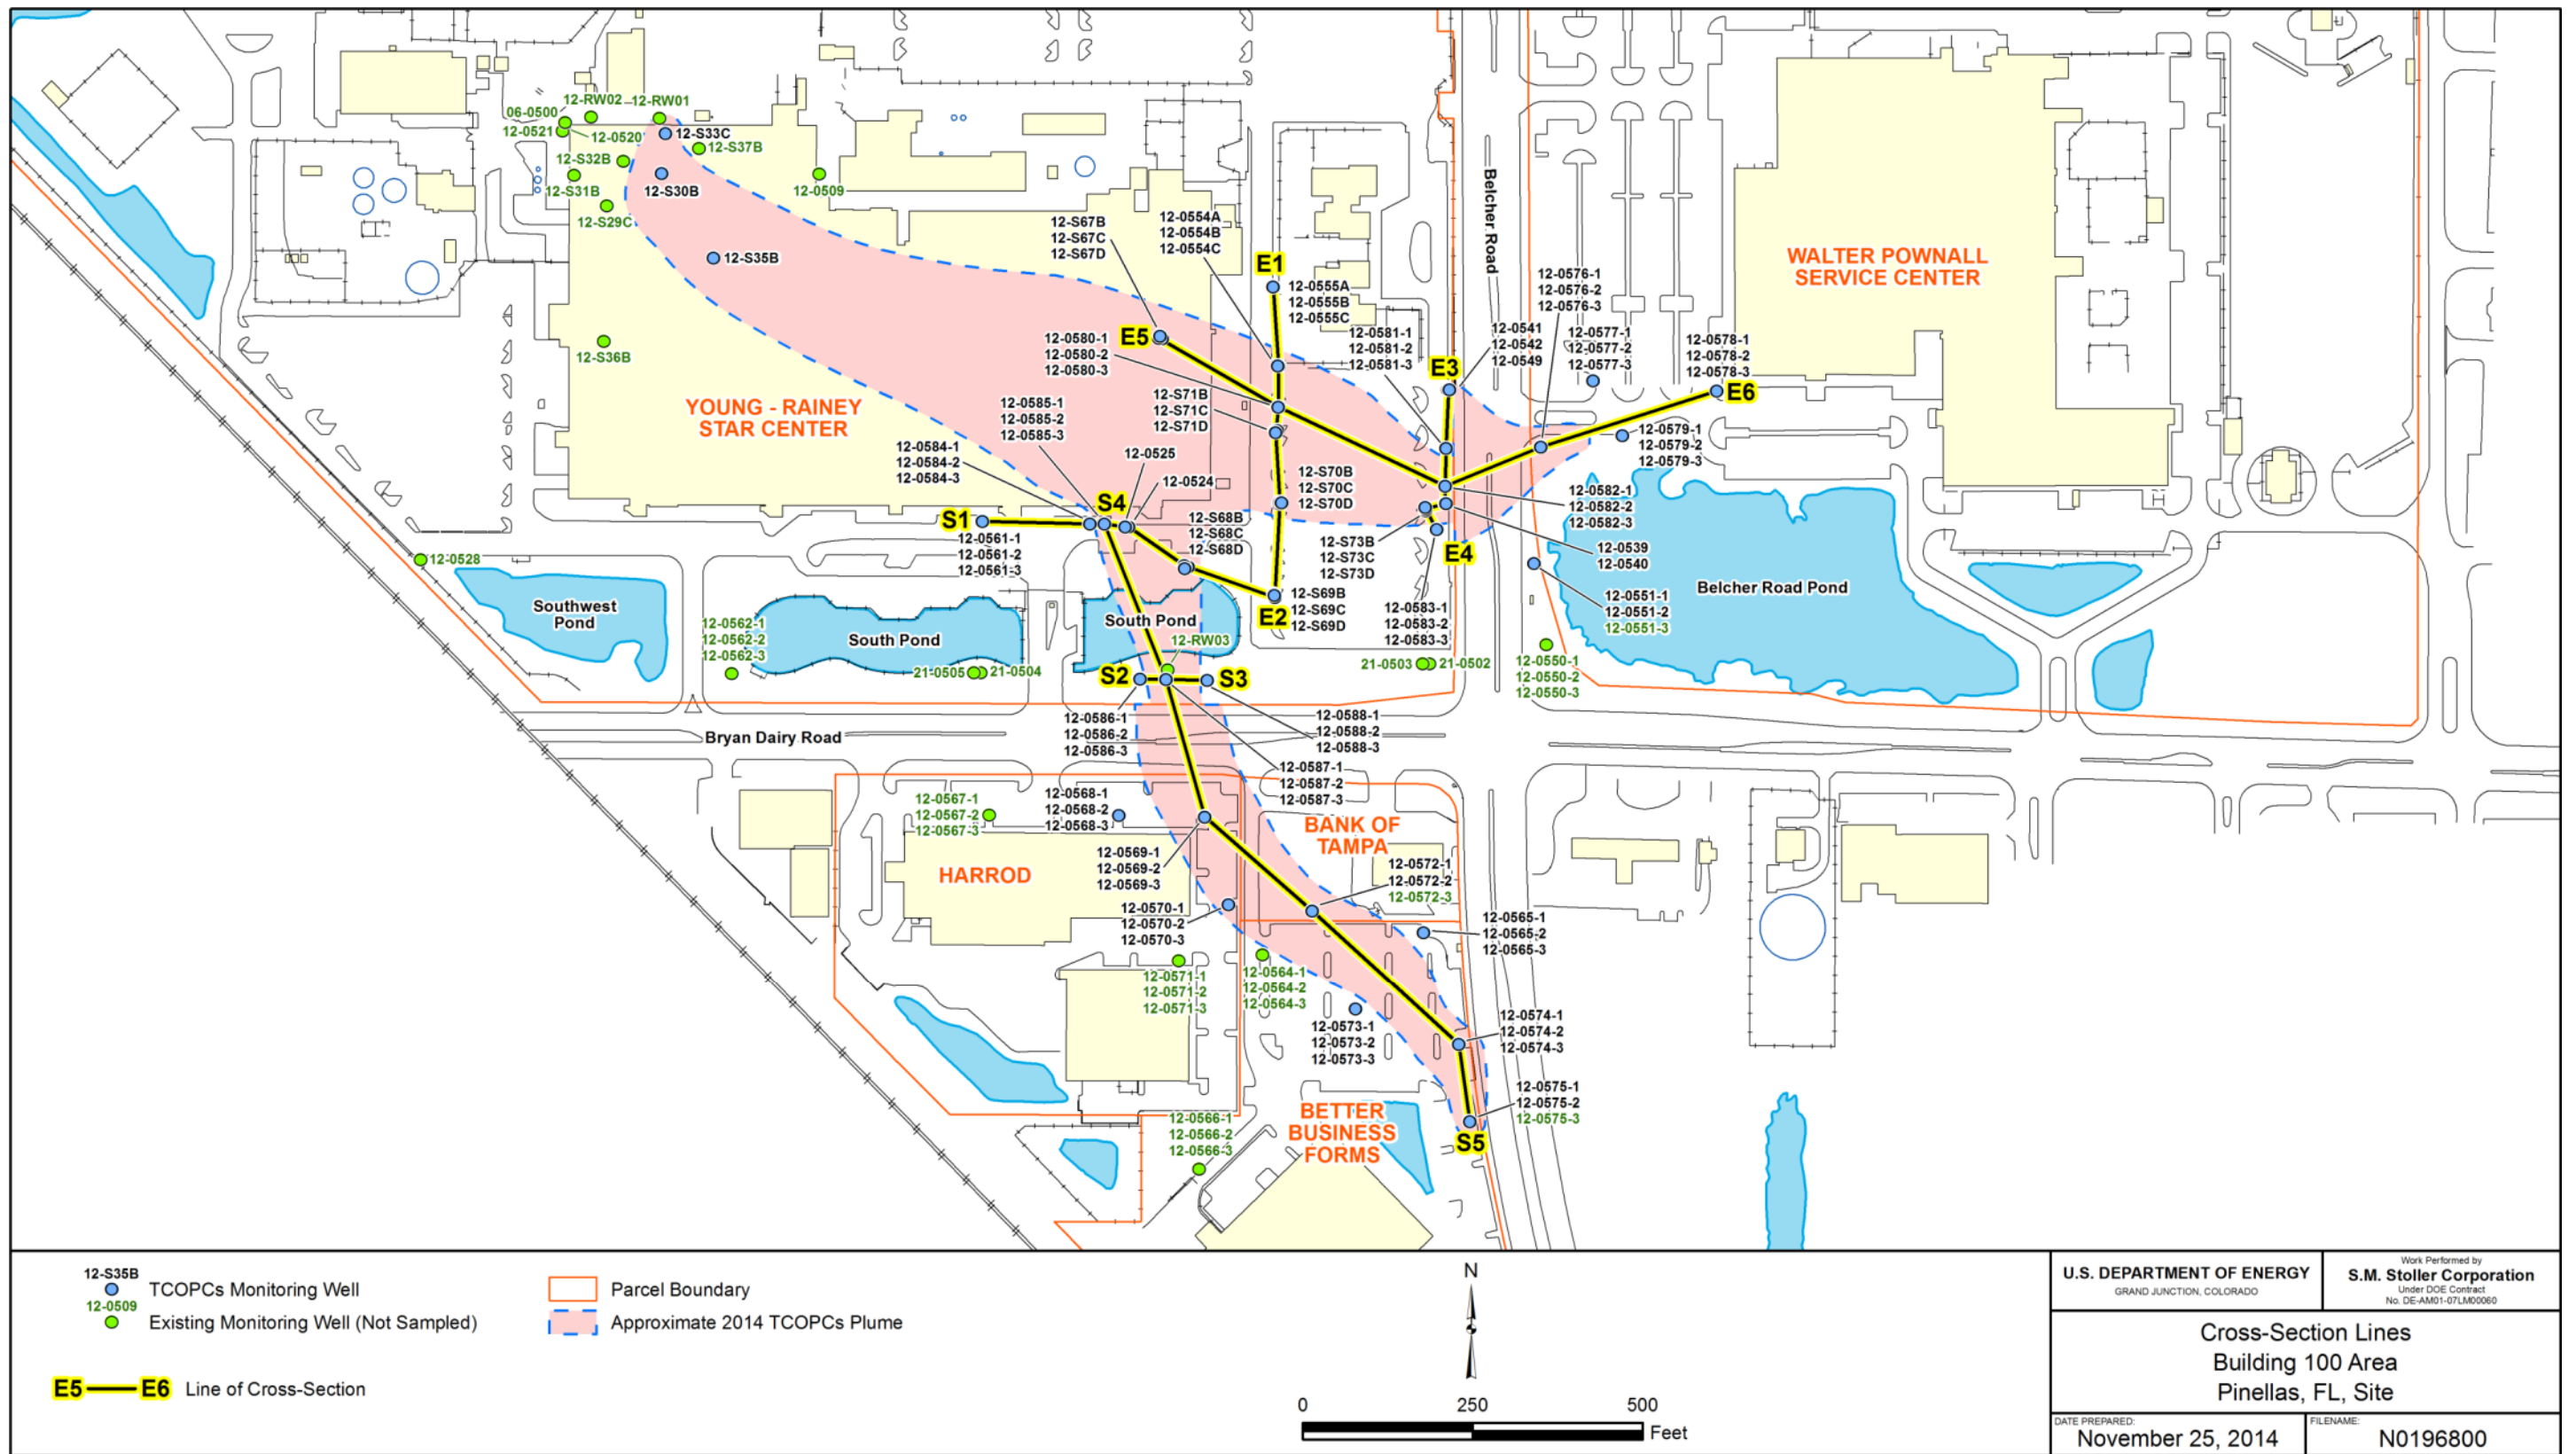 12-RW02
12-RW01
06-0500
12-0521
12-0520
12-S33C
12-S37B
12-S32B
12-S31B
12-S30B
12-0509
12-S29C
12-S35B
12-S36B
12-S67B
12-S67C
12-S67D
12-0554A
12-0554B
12-0554C
E1
12-0555A
12-0555B
12-0555C
Belcher Road
WALTER POWNALL
SERVICE CENTER
12-0576-1
12-0576-2
12-0576-3
12-0577-1
12-0577-2
12-0577-3
12-0578-1
12-0578-2
12-0578-3
12-0541
12-0542
12-0549
12-0581-1
12-0581-2
12-0581-3
E5
12-0580-1
12-0580-2
12-0580-3
E3
E6
YOUNG - RAINEY
STAR CENTER
12-S71B
12-S71C
12-S71D
12-0585-1
12-0585-2
12-0585-3
12-0584-1
12-0584-2
12-0584-3
12-0525
12-0524
12-0579-1
12-0579-2
12-0579-3
12-S70B
12-S70C
12-S70D
12-0582-1
12-0582-2
12-0582-3
S4
S1
12-0561-1
12-0561-2
12-0561-3
12-S68B
12-S68C
12-S68D
12-S73B
12-S73C
12-S73D
E4
12-0539
12-0540
12-0528
Southwest
Pond
South Pond
South Pond
12-0562-1
12-0562-2
12-0562-3
21-0505
21-0504
12-RW03
E2
12-S69B
12-S69C
12-S69D
12-0583-1
12-0583-2
12-0583-3
12-0551-1
12-0551-2
12-0551-3
Belcher Road Pond
21-0503
21-0502
12-0550-1
12-0550-2
12-0550-3
S2
S3
12-0586-1
12-0586-2
12-0586-3
12-0588-1
12-0588-2
12-0588-3
Bryan Dairy Road
12-0587-1
12-0587-2
12-0587-3
12-0567-1
12-0567-2
12-0567-3
12-0568-1
12-0568-2
12-0568-3
BANK OF
TAMPA
HARROD
12-0569-1
12-0569-2
12-0569-3
12-0572-1
12-0572-2
12-0572-3
12-0570-1
12-0570-2
12-0570-3
12-0565-1
12-0565-2
12-0565-3
12-0571-1
12-0571-2
12-0571-3
12-0564-1
12-0564-2
12-0564-3
12-0573-1
12-0573-2
12-0573-3
12-0574-1
12-0574-2
12-0574-3
12-0575-1
12-0575-2
12-0575-3
12-0566-1
12-0566-2
12-0566-3
BETTER
BUSINESS
FORMS
S5
12-S35B
TCOPCs Monitoring Well
12-0509
Existing Monitoring Well (Not Sampled)
E5 E6 Line of Cross-Section
Parcel Boundary
Approximate 2014 TCOPCs Plume
N
0 250 500
Feet
U.S. DEPARTMENT OF ENERGY
GRAND JUNCTION, COLORADO
Work Performed by
S.M. Stoller Corporation
Under DOE Contract
No. DE-AM01-07LM00060
Cross-Section Lines
Building 100 Area
Pinellas, FL, Site
DATE PREPARED:
November 25, 2014
FILENAME:
N0196800